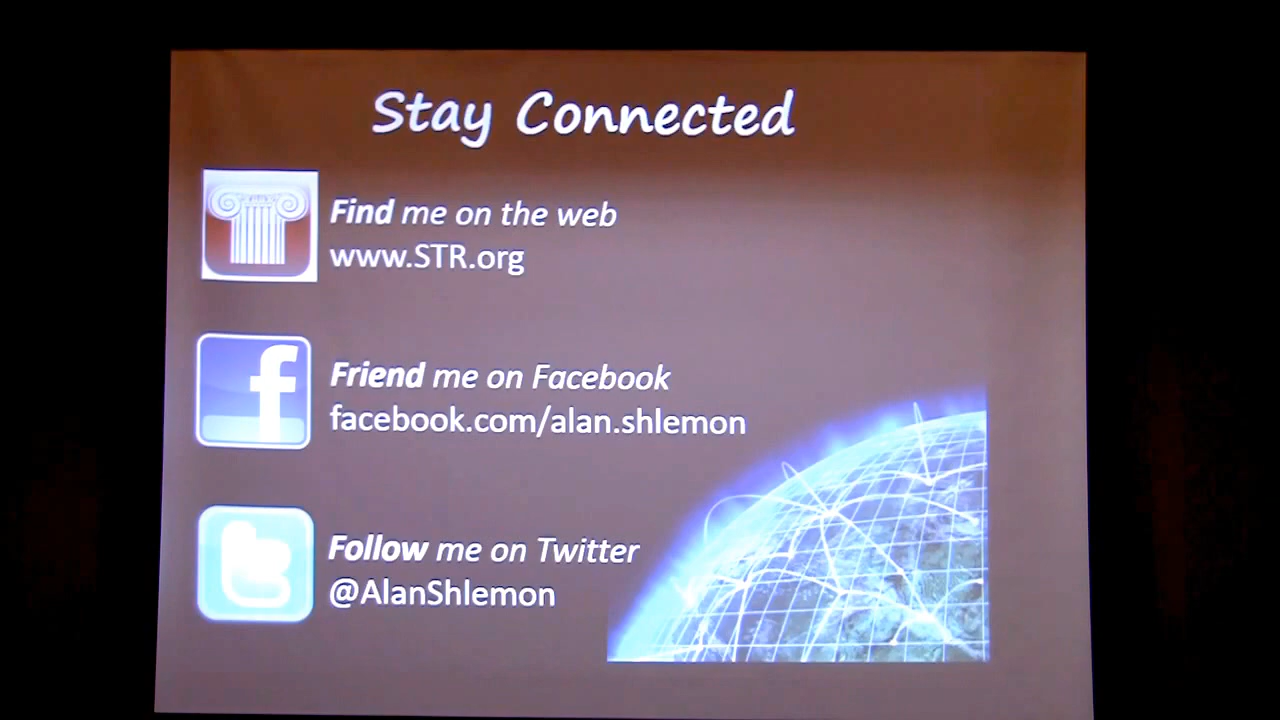 Stay Connected
Find me on the web
www.STR.org
Friend me on Facebook
facebook.com/alan.shlemon
Follow me on Twitter
@AlanShlemon